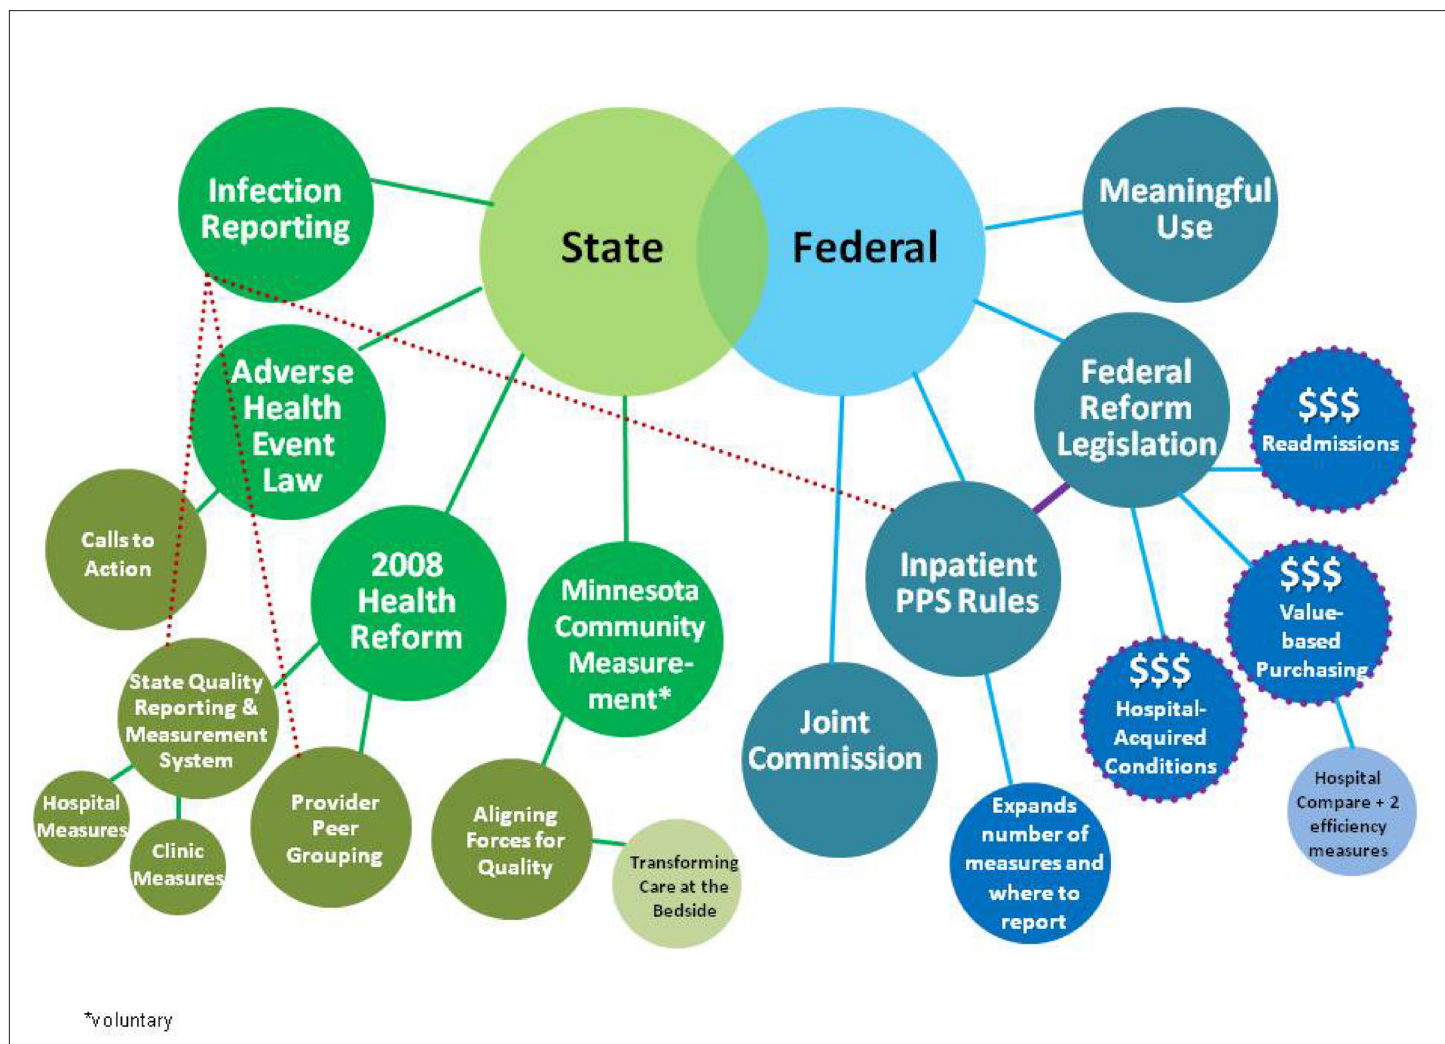 State
Federal
Infection
Reporting
Meaningful
Use
Adverse
Health
Event
Law
Federal
Reform
Legislation
$$$
Readmissions
Calls to
Action
2008
Health
Reform
Minnesota
Community
Measure-
ment*
Inpatient
PPS Rules
$$$
Value-
based
Purchasing
State Quality
Reporting &
Measurement
System
Joint
Commission
$$$
Hospital-
Acquired
Conditions
Hospital
Measures
Clinic
Measures
Provider
Peer
Grouping
Aligning
Forces for
Quality
Transforming
Care at the
Bedside
Expands
number of
measures and
where to
report
Hospital
Compare + 2
efficiency
measures
*voluntary